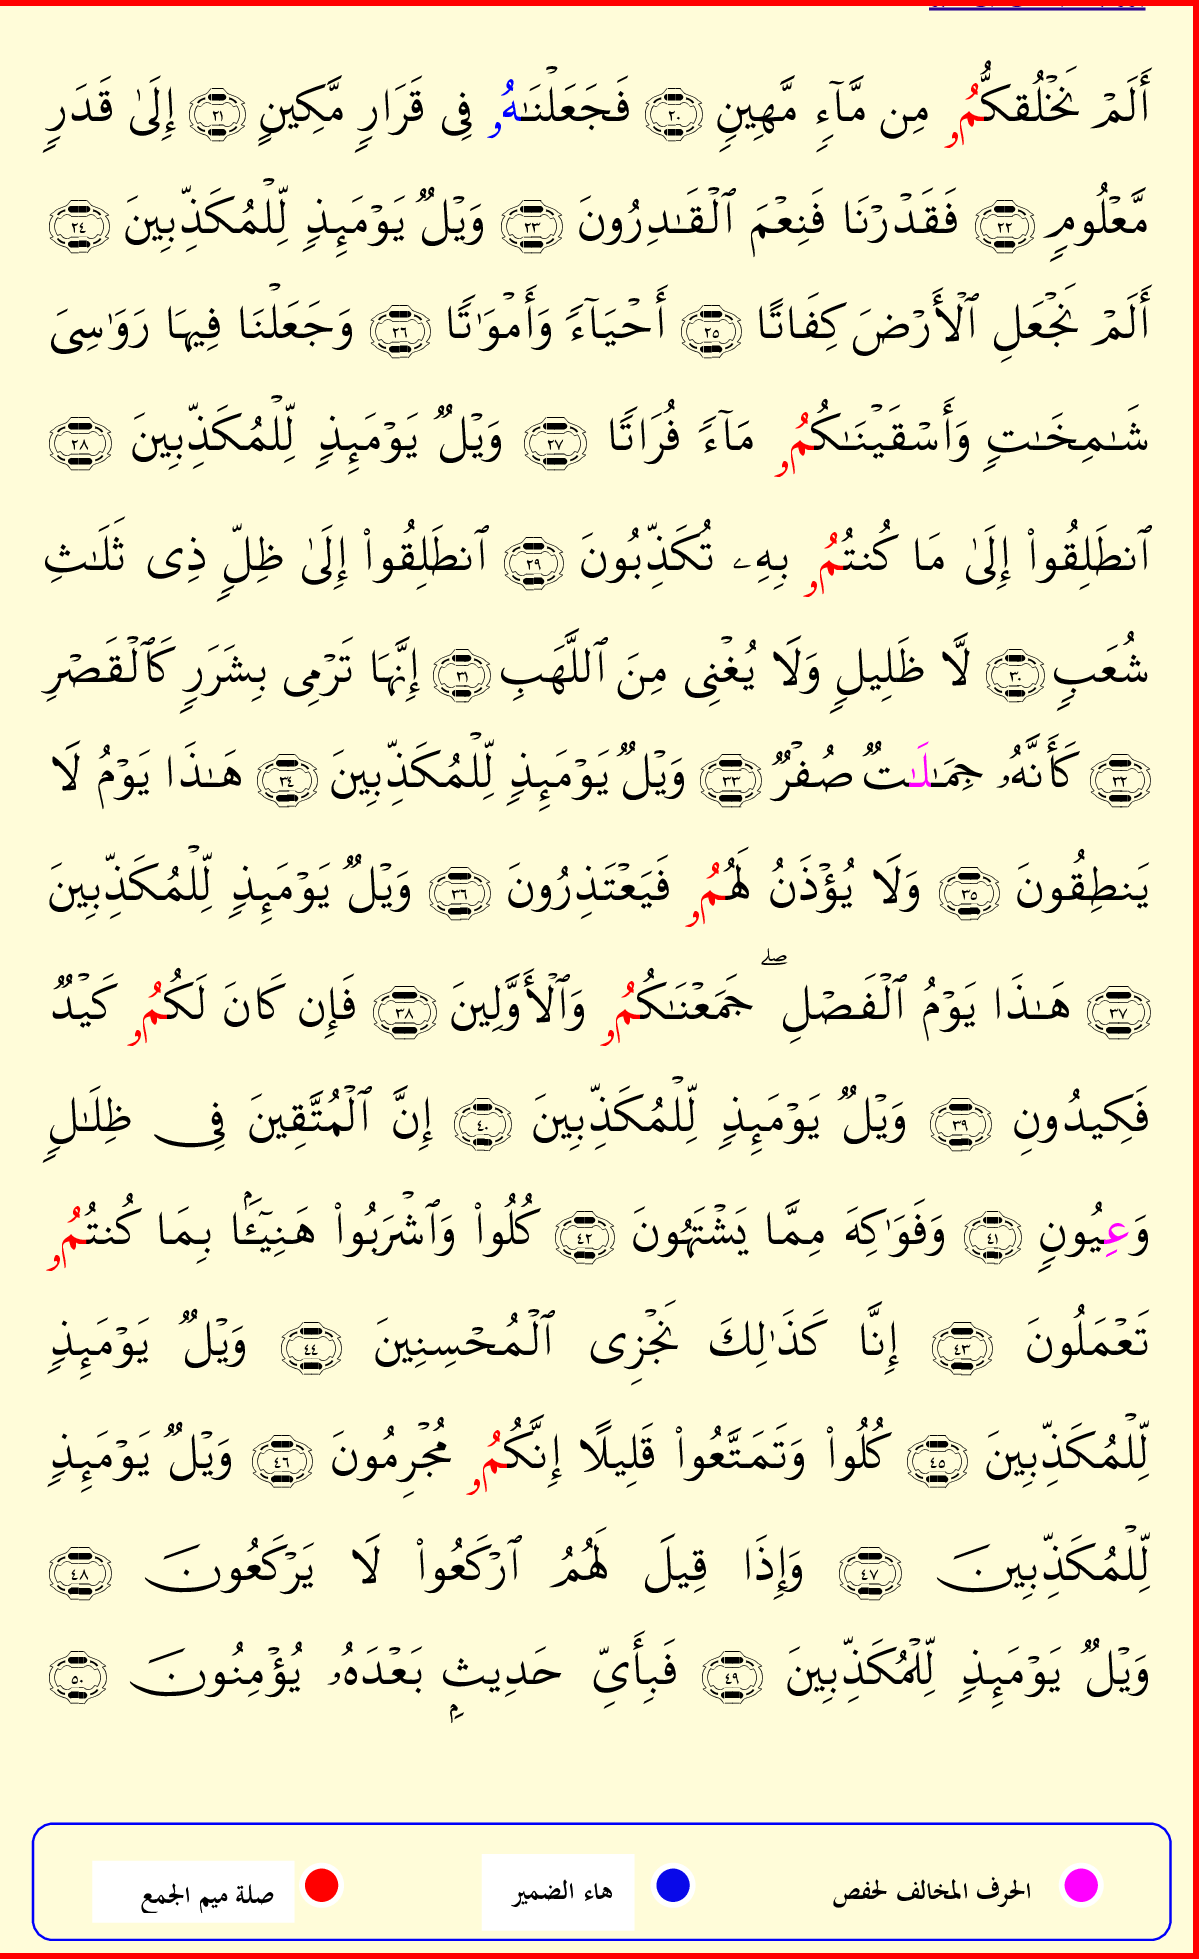 أَلَمۡ نَخۡلُقكُّمُۥ مِن مَّآءٖ مَّهِينٖ ٢٠ فَجَعَلۡنَـٰهُۥ فِى قَرَارٖ مَّكِينٍ ٢١ إِلَىٰ قَدَرٖ
مَّعۡلُومٖ ٢٢ فَقَدَرۡنَا فَنِعۡمَ ٱلۡقَـٰدِرُونَ ٢٣ وَيۡلٞ يَوۡمَئِذٖ لِّلۡمُكَذِّبِينَ ٢٤
أَلَمۡ نَجۡعَلِ ٱلۡأَرۡضَ كِفَاتًا ٢٥ أَحۡيَآءٗ وَأَمۡوَٰتٗا ٢٦ وَجَعَلۡنَا فِيهَا رَوَٰسِىَ
شَـٰمِخَـٰتٖ وَأَسۡقَيۡنَـٰكُمُۥ مَآءٗ فُرَاتٗا ٢٧ وَيۡلٞ يَوۡمَئِذٖ لِّلۡمُكَذِّبِينَ ٢٨
ٱنطَلِقُوا۟ إِلَىٰ مَا كُنتُمُۥ بِهِۦ تُكَذِّبُونَ ٢٩ ٱنطَلِقُوا۟ إِلَىٰ ظِلّٖ ذِى ثَلَـٰثِ
شُعَبٖ ٣٠ لَّا ظَلِيلٖ وَلَا يُغۡنِى مِنَ ٱللَّهَبِ ٣١ إِنَّهَا تَرۡمِى بِشَرَرٖ كَٱلۡقَصۡرِ
٣٢ كَأَنَّهُۥ جِمَـٰلَـٰتٞ صُفۡرٞ ٣٣ وَيۡلٞ يَوۡمَئِذٖ لِّلۡمُكَذِّبِينَ ٣٤ هَـٰذَا يَوۡمُ لَا
يَنطِقُونَ ٣٥ وَلَا يُؤۡذَنُ لَهُمُۥ فَيَعۡتَذِرُونَ ٣٦ وَيۡلٞ يَوۡمَئِذٖ لِّلۡمُكَذِّبِينَ
٣٧ هَـٰذَا يَوۡمُ ٱلۡفَصۡلِۖ جَمَعۡنَـٰكُمُۥ وَٱلۡأَوَّلِينَ ٣٨ فَإِن كَانَ لَكُمُۥ كَيۡدٞ
فَكِيدُونِ ٣٩ وَيۡلٞ يَوۡمَئِذٖ لِّلۡمُكَذِّبِينَ ٤٠ إِنَّ ٱلۡمُتَّقِينَ فِى ظِلَـٰلٖ
وَعِيُونٖ ٤١ وَفَوَٰكِهَ مِمَّا يَشۡتَهُونَ ٤٢ كُلُوا۟ وَٱشۡرَبُوا۟ هَنِيٓـَٔۢا بِمَا كُنتُمُۥ
تَعۡمَلُونَ ٤٣ إِنَّا كَذَٰلِكَ نَجۡزِى ٱلۡمُحۡسِنِينَ ٤٤ وَيۡلٞ يَوۡمَئِذٖ
لِّلۡمُكَذِّبِينَ ٤٥ كُلُوا۟ وَتَمَتَّعُوا۟ قَلِيلًا إِنَّكُمُۥ مُجۡرِمُونَ ٤٦ وَيۡلٞ يَوۡمَئِذٖ
لِّلۡمُكَذِّبِينَ ٤٧ وَإِذَا قِيلَ لَهُمُ ٱرۡكَعُوا۟ لَا يَرۡكَعُونَ ٤٨
وَيۡلٞ يَوۡمَئِذٖ لِّلۡمُكَذِّبِينَ ٤٩ فَبِأَىِّ حَدِيثِۭ بَعۡدَهُۥ يُؤۡمِنُونَ ٥٠
الحرف المخالف لحفص هاء الضمير صلة ميم الجمع